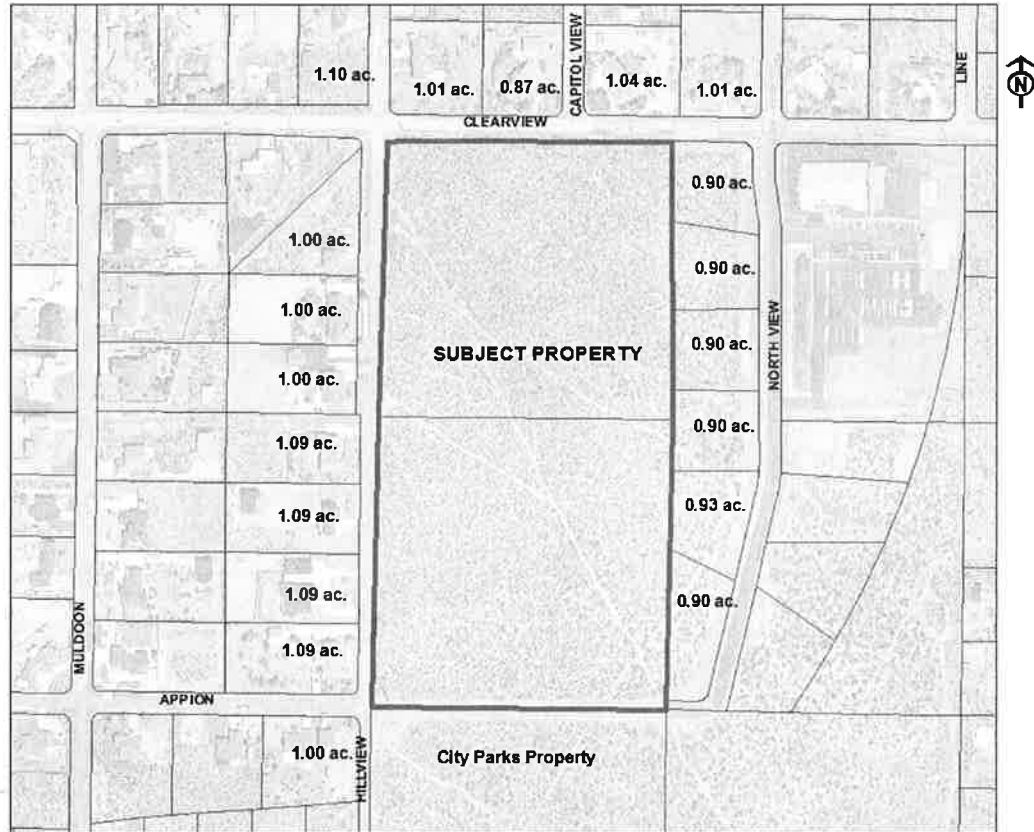 N
CAPITOL VIEW
LINE
1.10 ac.
1.01 ac.
0.87 ac.
1.04 ac.
1.01 ac.
CLEARVIEW
0.90 ac.
1.00 ac.
0.90 ac.
1.00 ac.
0.90 ac.
NORTH VIEW
SUBJECT PROPERTY
1.00 ac.
0.90 ac.
1.09 ac.
0.93 ac.
1.09 ac.
1.09 ac.
0.90 ac.
MULDOON
1.09 ac.
APPION
1.00 ac.
HILLVIEW
City Parks Property